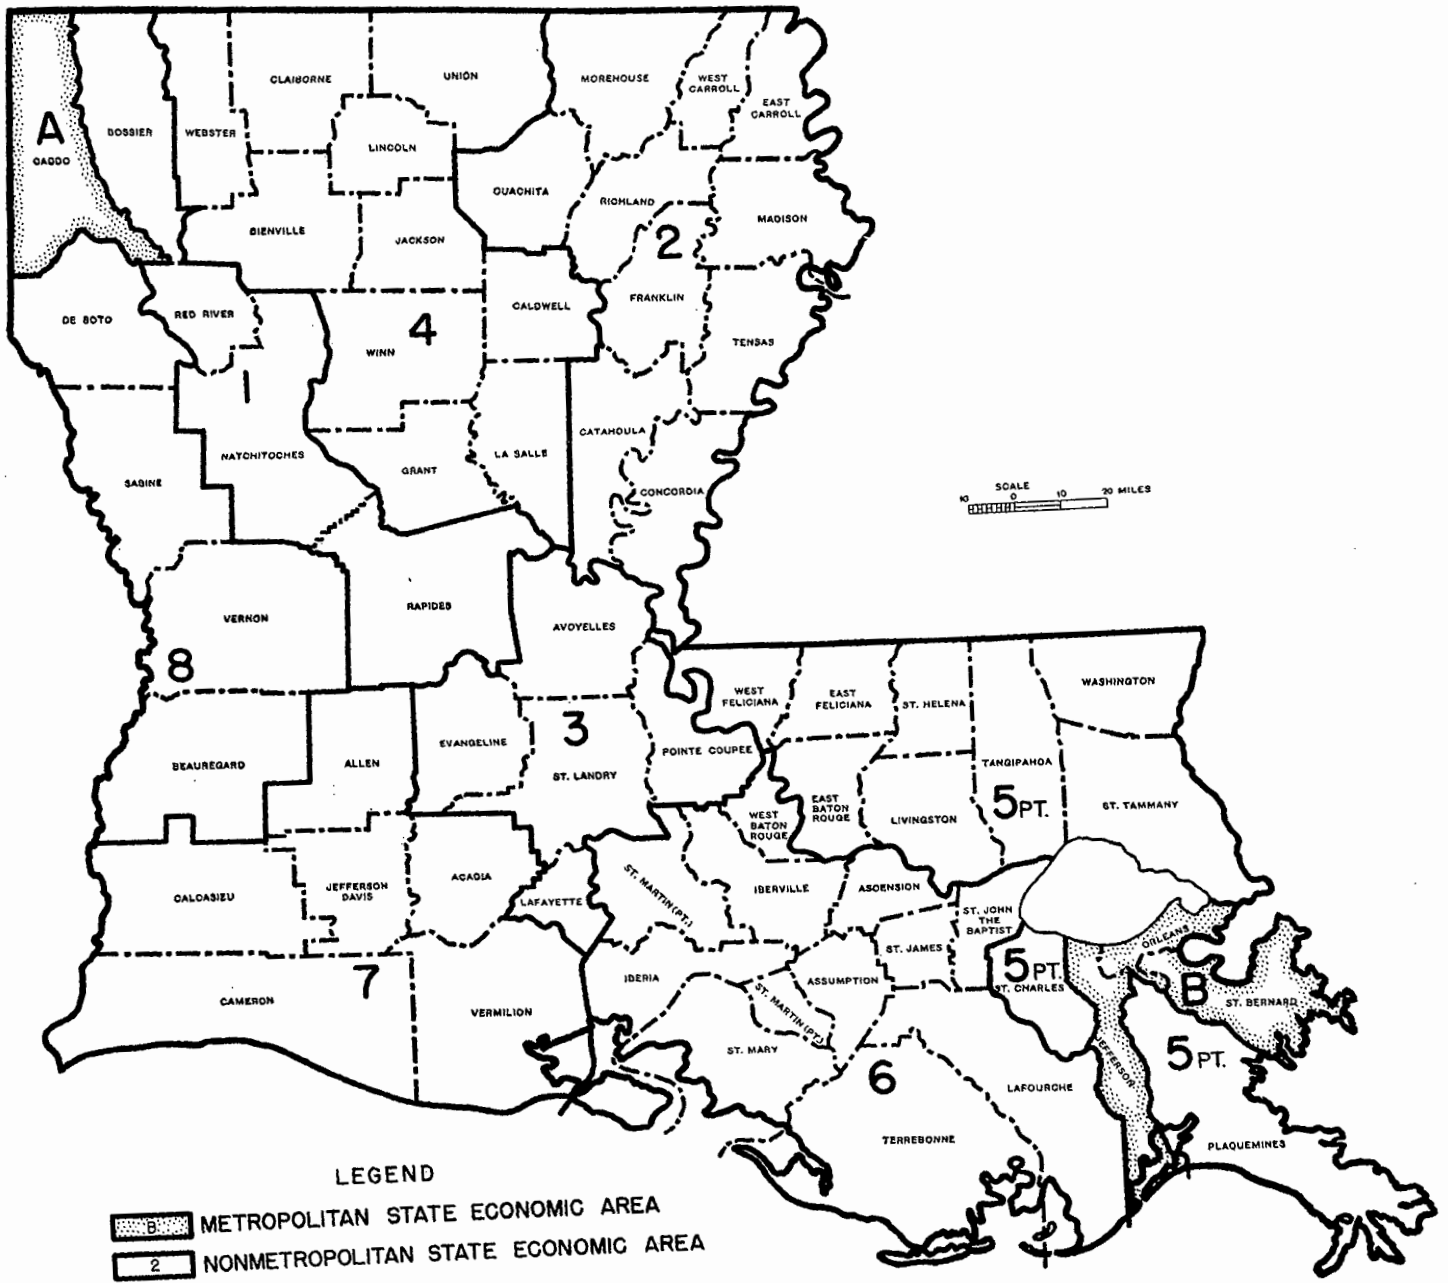 CLAIBORNE
UNION
MOREHOUSE
WEST
CARROLL
EAST
CARROLL
A
CADDO
BOSSIER
WEBSTER
LINCOLN
OUACHITA
RICHLAND
MADISON
BIENVILLE
JACKSON
2
DE SOTO
RED RIVER
CALDWELL
FRANKLIN
WINN
4
TENSAS
1
SABINE
NATCHITOCHES
GRANT
LA SALLE
CATAHOULA
CONCORDIA
SCALE
10 0 10 20 MILES
VERNON
RAPIDES
AVOYELLES
8
WEST
FELICIANA
EAST
FELICIANA
ST. HELENA
WASHINGTON
BEAUREGARD
ALLEN
EVANGELINE
3
ST. LANDRY
POINTE COUPEE
TANGIPAHOA
5 PT.
ST. TAMMANY
WEST
BATON
ROUGE
EAST
BATON
ROUGE
LIVINGSTON
CALCASIEU
JEFFERSON
DAVIS
ACADIA
LAFAYETTE
ST. MARTIN (PT.)
IBERVILLE
ASCENSION
ST. JOHN
THE
BAPTIST
ST. JAMES
ORLEANS
CAMERON
7
VERMILION
IBERIA
ST. MARTIN (PT.)
ASSUMPTION
5 PT.
ST. CHARLES
B
ST. BERNARD
ST. MARY
6
LAFOURCHE
JEFFERSON
5 PT.
TERREBONNE
PLAQUEMINES
LEGEND
B METROPOLITAN STATE ECONOMIC AREA
2 NONMETROPOLITAN STATE ECONOMIC AREA